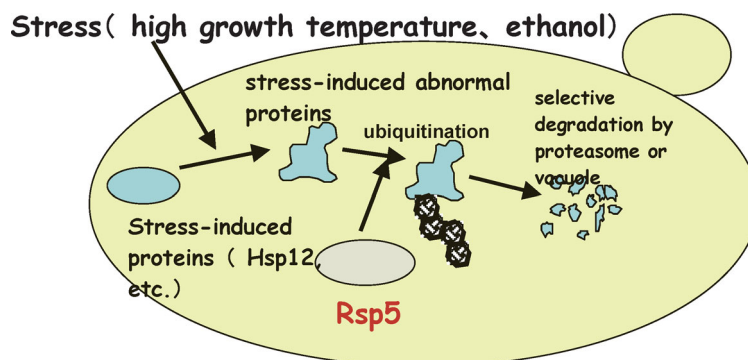 Stress( high growth temperature、ethanol)
stress-induced abnormal
proteins
ubiquitination
selective
degradation by
proteasome or
vacuole
Stress-induced
proteins ( Hsp12,
etc.)
Rsp5